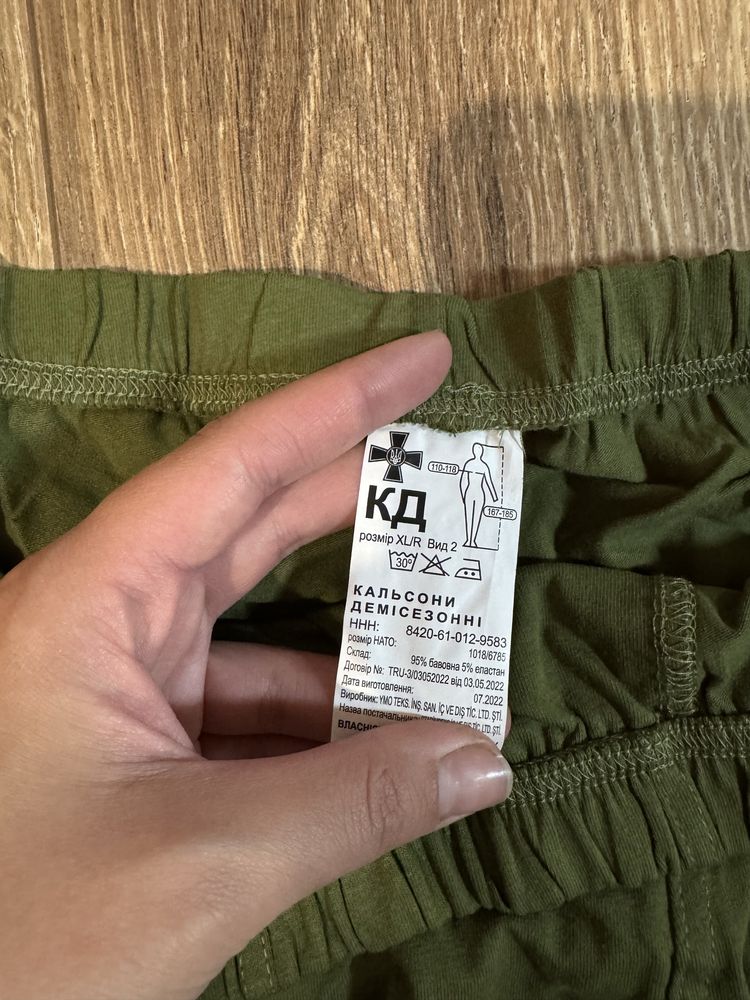 110-118
КД
167-185
розмір XL/R Вид 2
30°
КАЛЬСОНИ
ДЕМІСЕЗОННІ
ННН: 8420-61-012-9583
розмір НАТО: 1018/6785
Склад: 95% бавовна 5% еластан
Договір №: TRU-3/03052022 від 03.05.2022
Дата виготовлення: 07.2022
Виробник: YMO TEKS. İNŞ. SAN. İÇ VE DIŞ TİC. LTD. ŞTİ.
Назва постачальника